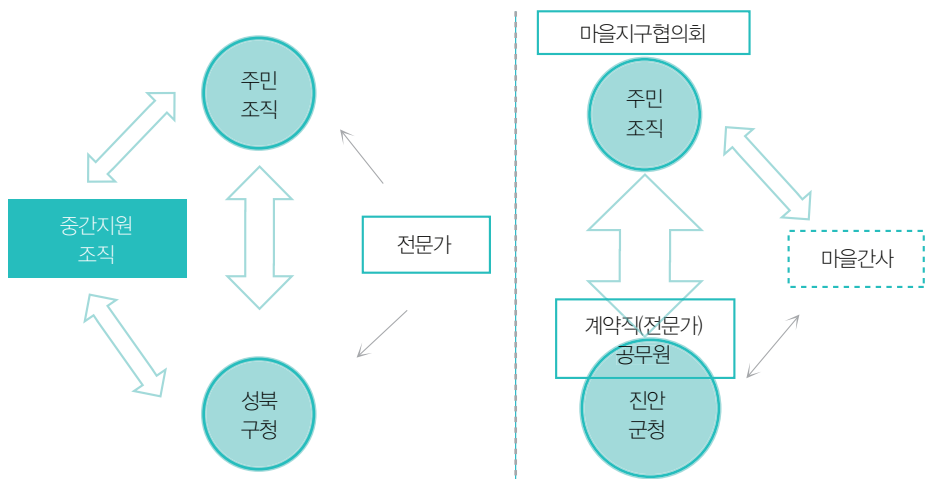 주민
조직
중간지원
조직
전문가
성북
구청
마을지구협의회
주민
조직
마을간사
계약직(전문가)
공무원
진안
군청